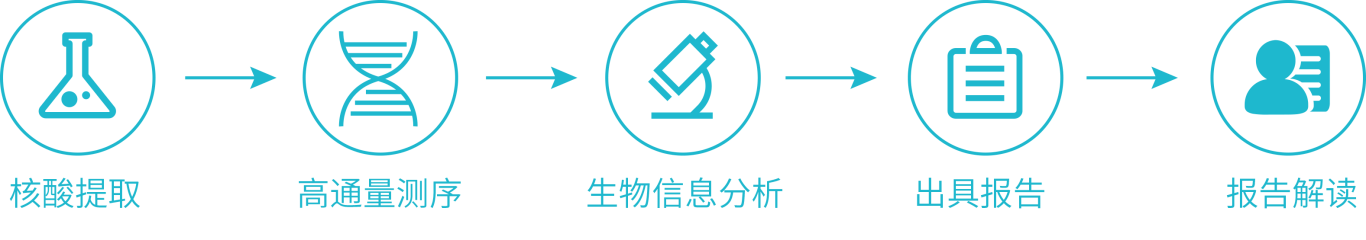 核酸提取
高通量测序
生物信息分析
出具报告
报告解读